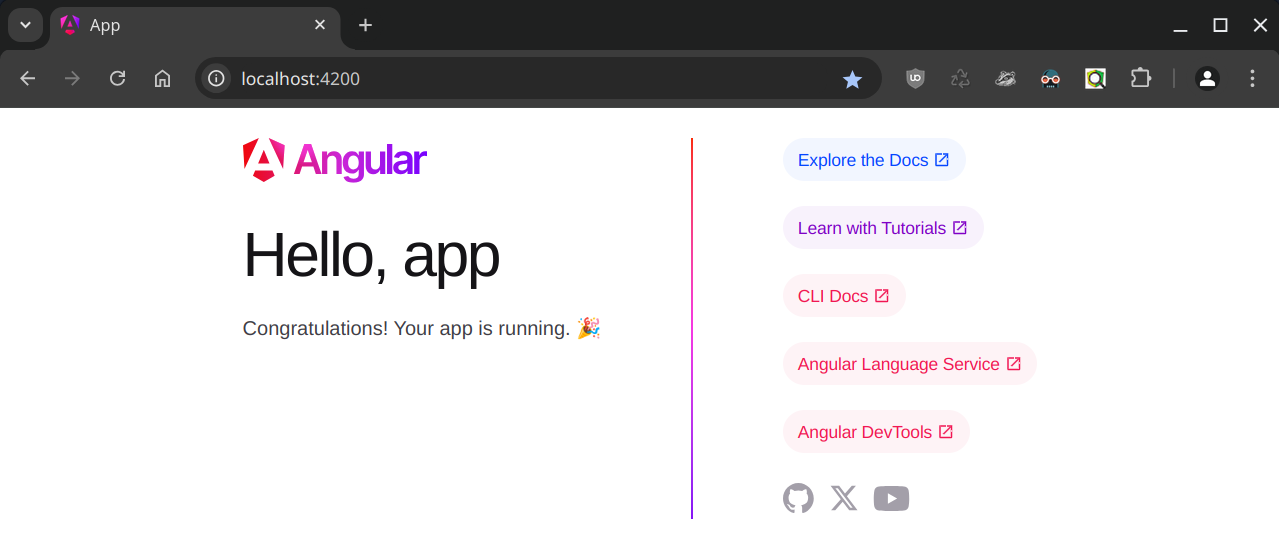 App
localhost:4200
Angular
Hello, app
Congratulations! Your app is running. 🎉
Explore the Docs
Learn with Tutorials
CLI Docs
Angular Language Service
Angular DevTools